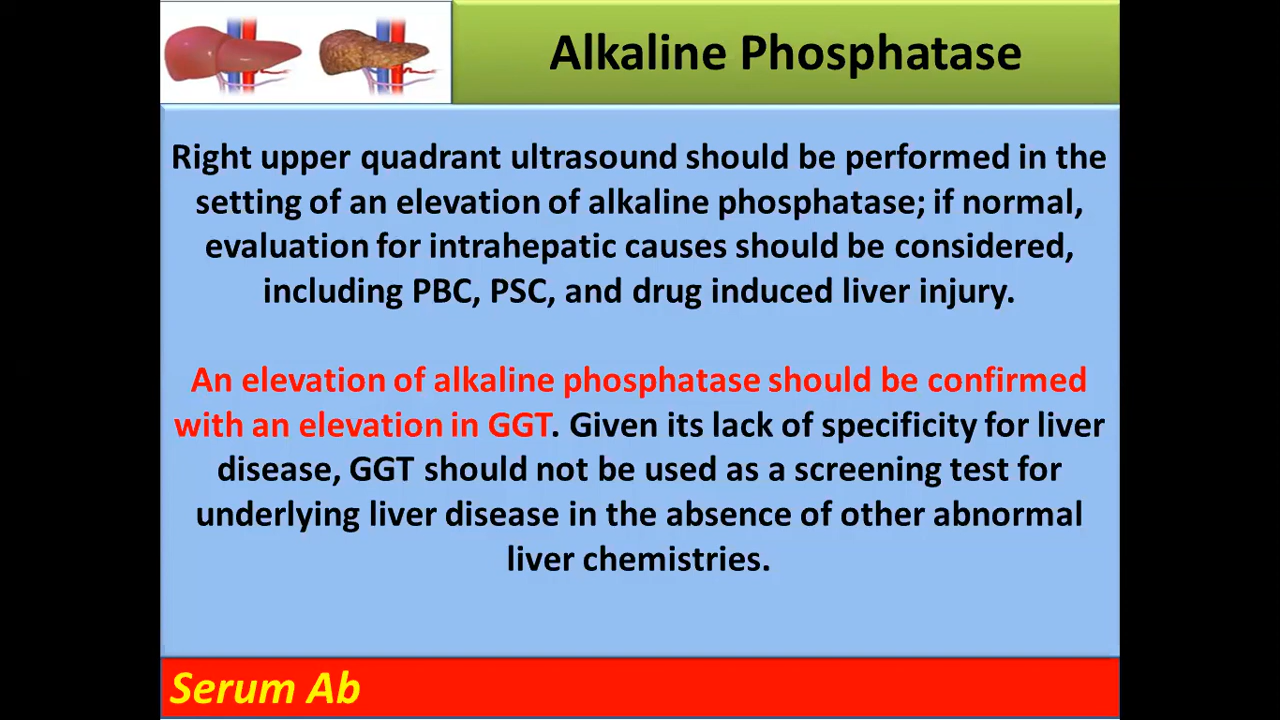 Alkaline Phosphatase
Right upper quadrant ultrasound should be performed in the
setting of an elevation of alkaline phosphatase; if normal,
evaluation for intrahepatic causes should be considered,
including PBC, PSC, and drug induced liver injury.
An elevation of alkaline phosphatase should be confirmed
with an elevation in GGT. Given its lack of specificity for liver
disease, GGT should not be used as a screening test for
underlying liver disease in the absence of other abnormal
liver chemistries.
Serum Ab